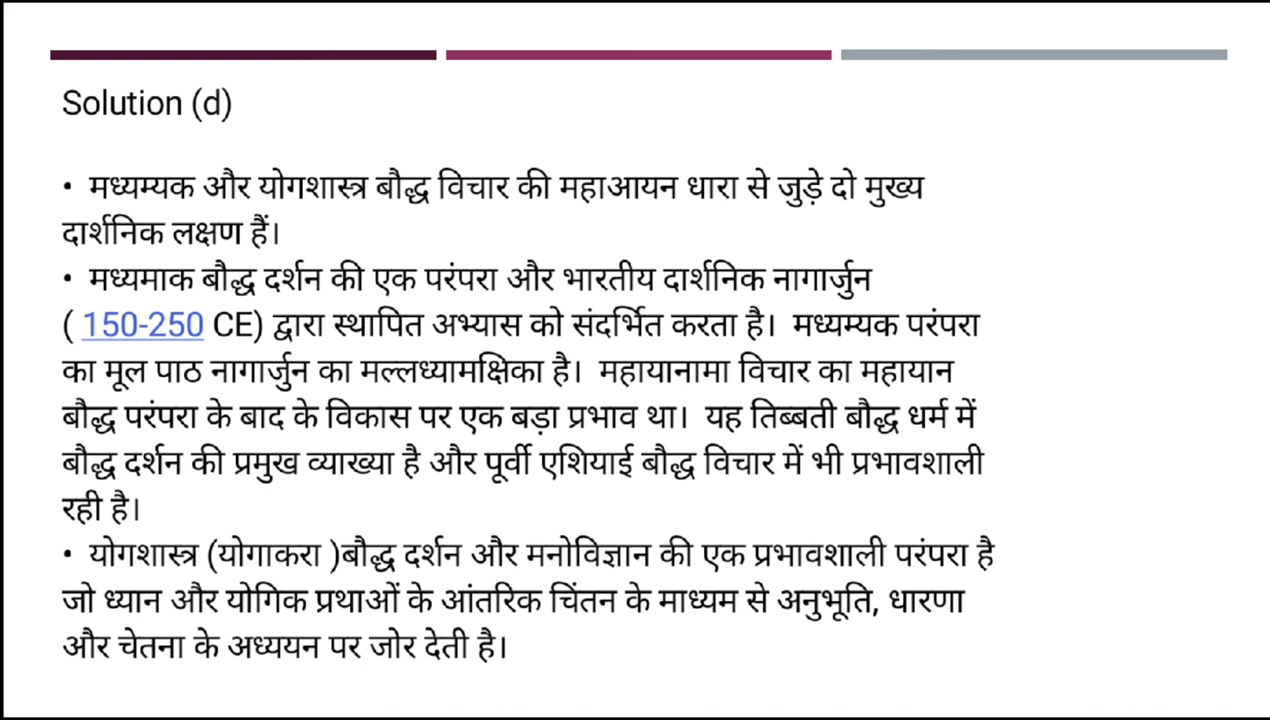 Solution (d)
• मध्यम्यक और योगशास्त्र बौद्ध विचार की महाआयन धारा से जुड़े दो मुख्य
दार्शनिक लक्षण हैं।
• मध्यमाक बौद्ध दर्शन की एक परंपरा और भारतीय दार्शनिक नागार्जुन
( 150-250 CE) द्वारा स्थापित अभ्यास को संदर्भित करता है। मध्यम्यक परंपरा
का मूल पाठ नागार्जुन का मल्लध्यामक्षिका है। महायानामा विचार का महायान
बौद्ध परंपरा के बाद के विकास पर एक बड़ा प्रभाव था। यह तिब्बती बौद्ध धर्म में
बौद्ध दर्शन की प्रमुख व्याख्या है और पूर्वी एशियाई बौद्ध विचार में भी प्रभावशाली
रही है।
• योगशास्त्र (योगाकरा )बौद्ध दर्शन और मनोविज्ञान की एक प्रभावशाली परंपरा है
जो ध्यान और योगिक प्रथाओं के आंतरिक चिंतन के माध्यम से अनुभूति, धारणा
और चेतना के अध्ययन पर जोर देती है।